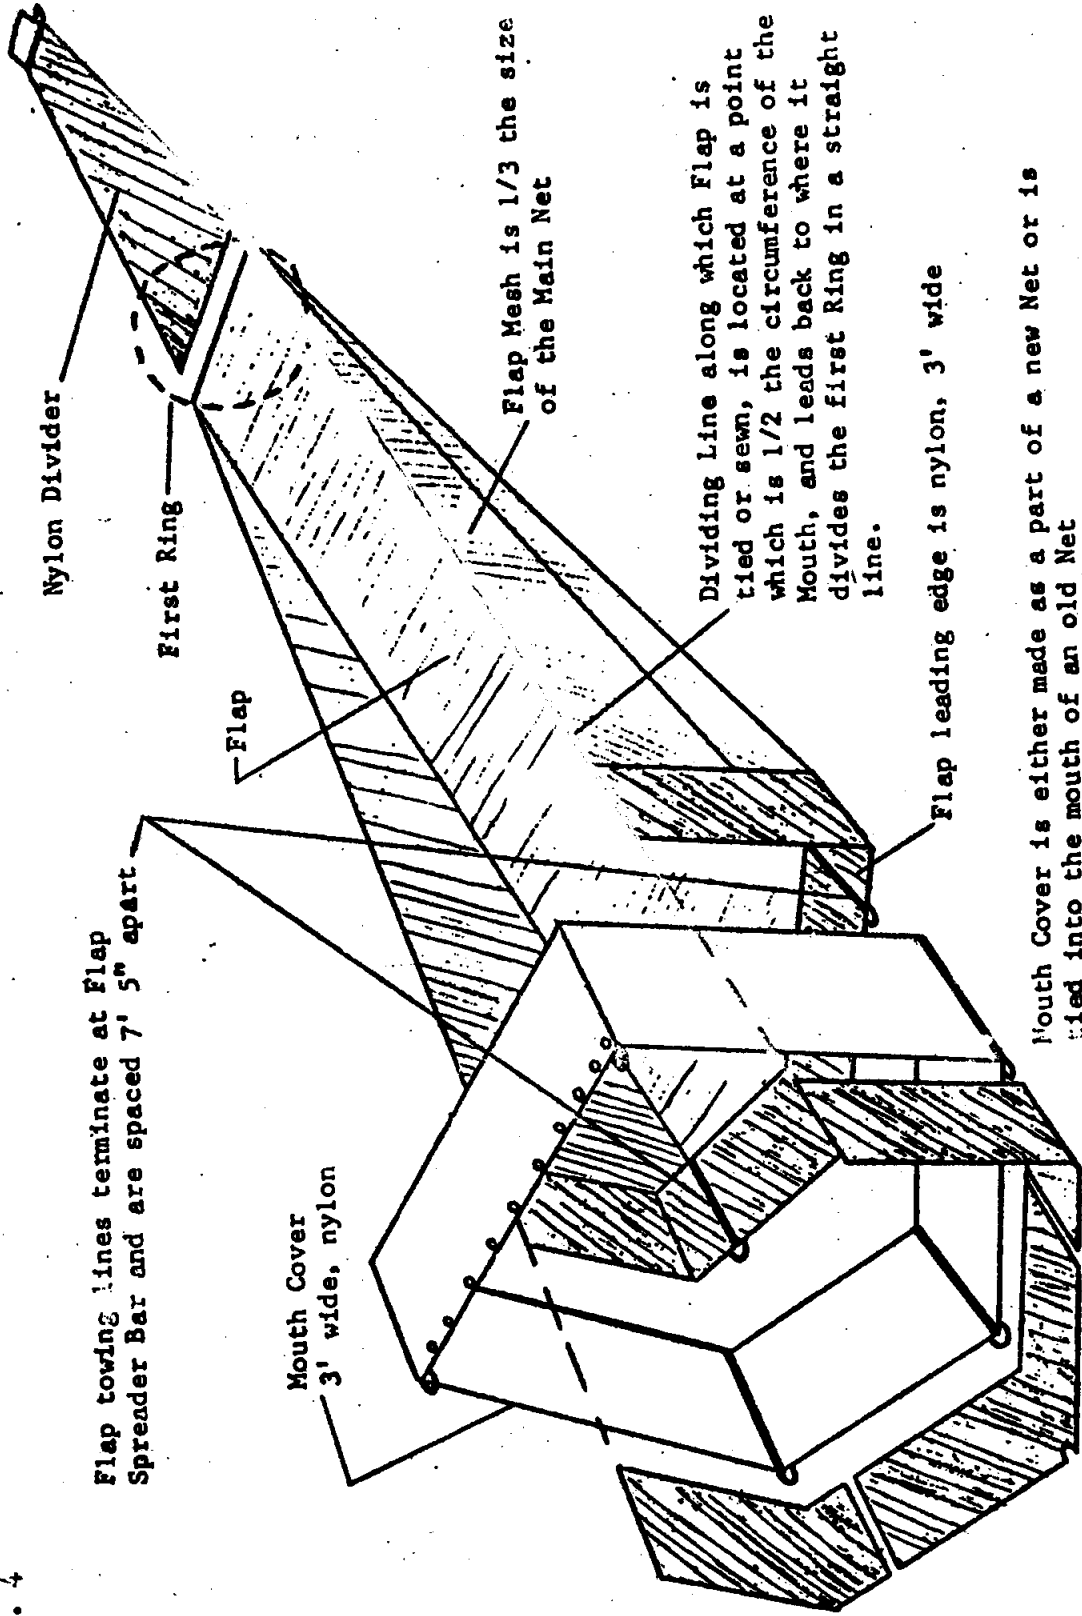 . 4
Flap towing lines terminate at Flap
Spreader Bar and are spaced 7' 5" apart
Mouth Cover
3' wide, nylon
Flap
First Ring
Nylon Divider
Flap Mesh is 1/3 the size
of the Main Net
Dividing Line along which Flap is
tied or sewn, is located at a point
which is 1/2 the circumference of the
Mouth, and leads back to where it
divides the first Ring in a straight
line.
Flap leading edge is nylon, 3' wide
Mouth Cover is either made as a part of a new Net or is
tied into the mouth of an old Net